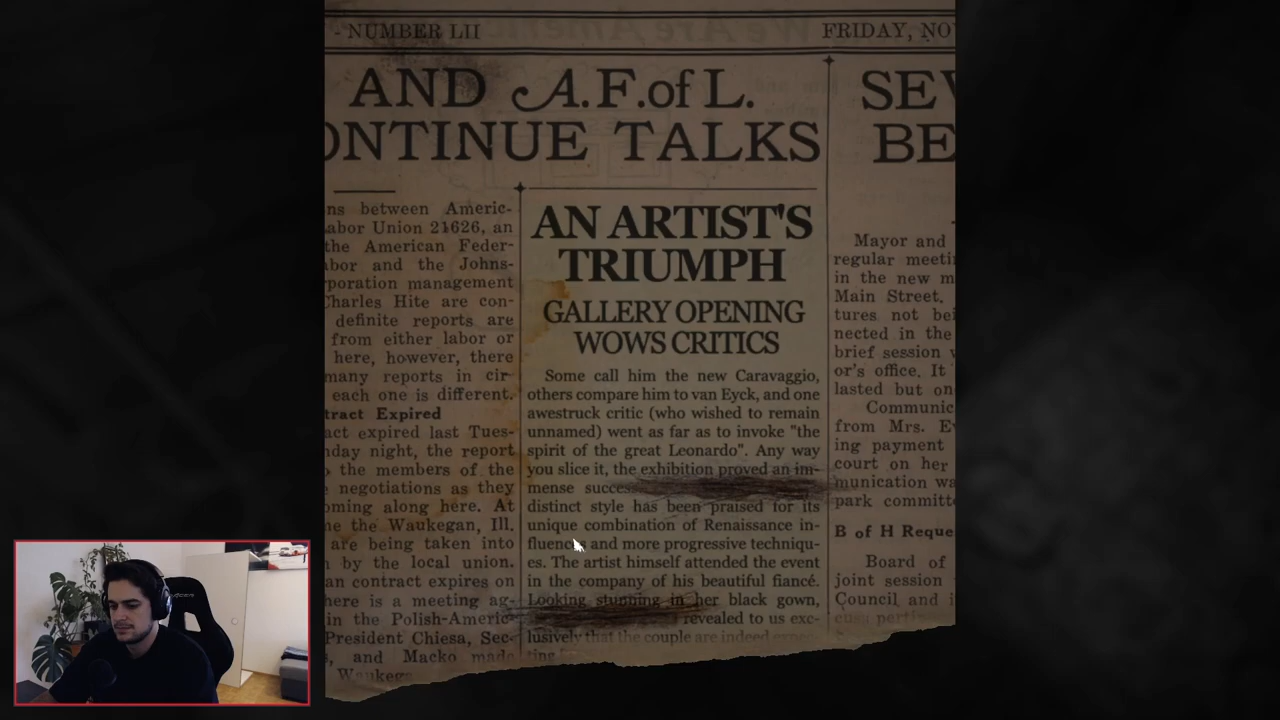 - NUMBER LII
FRIDAY, NO
AND A.F.of L.
ONTINUE TALKS
SEV
BE
ns between Americ-
abor Union 21626, an
the American Feder-
bor and the Johns-
poration management
Charles Hite are con-
definite reports are
from either labor or
here, however, there
many reports in cir-
each one is different.
tract Expired
act expired last Tues-
day night, the report
the members of the
negotiations as they
oming along here. At
e the Waukegan, Ill.
are being taken into
by the local union.
an contract expires on
here is a meeting ag-
in the Polish-Americ-
President Chiesa, Sec-
, and Macko made
Waukega
AN ARTIST'S
TRIUMPH
GALLERY OPENING
WOWS CRITICS
Some call him the new Caravaggio,
others compare him to van Eyck, and one
awestruck critic (who wished to remain
unnamed) went as far as to invoke "the
spirit of the great Leonardo". Any way
you slice it, the exhibition proved an im-
mense success
distinct style has been praised for its
unique combination of Renaissance in-
fluences and more progressive techniqu-
es. The artist himself attended the event
in the company of his beautiful fiancé.
Looking stunning in her black gown,
revealed to us exc-
lusively that the couple are indeed expec-
ting
Mayor and
regular meeti
in the new m
Main Street.
tures not bei
nected in the
brief session
or's office. It
lasted but on
Communic
from Mrs. Ev
ing payment
court on her
munication wa
park committe
B of H Reque
Board of
joint session
Council and i